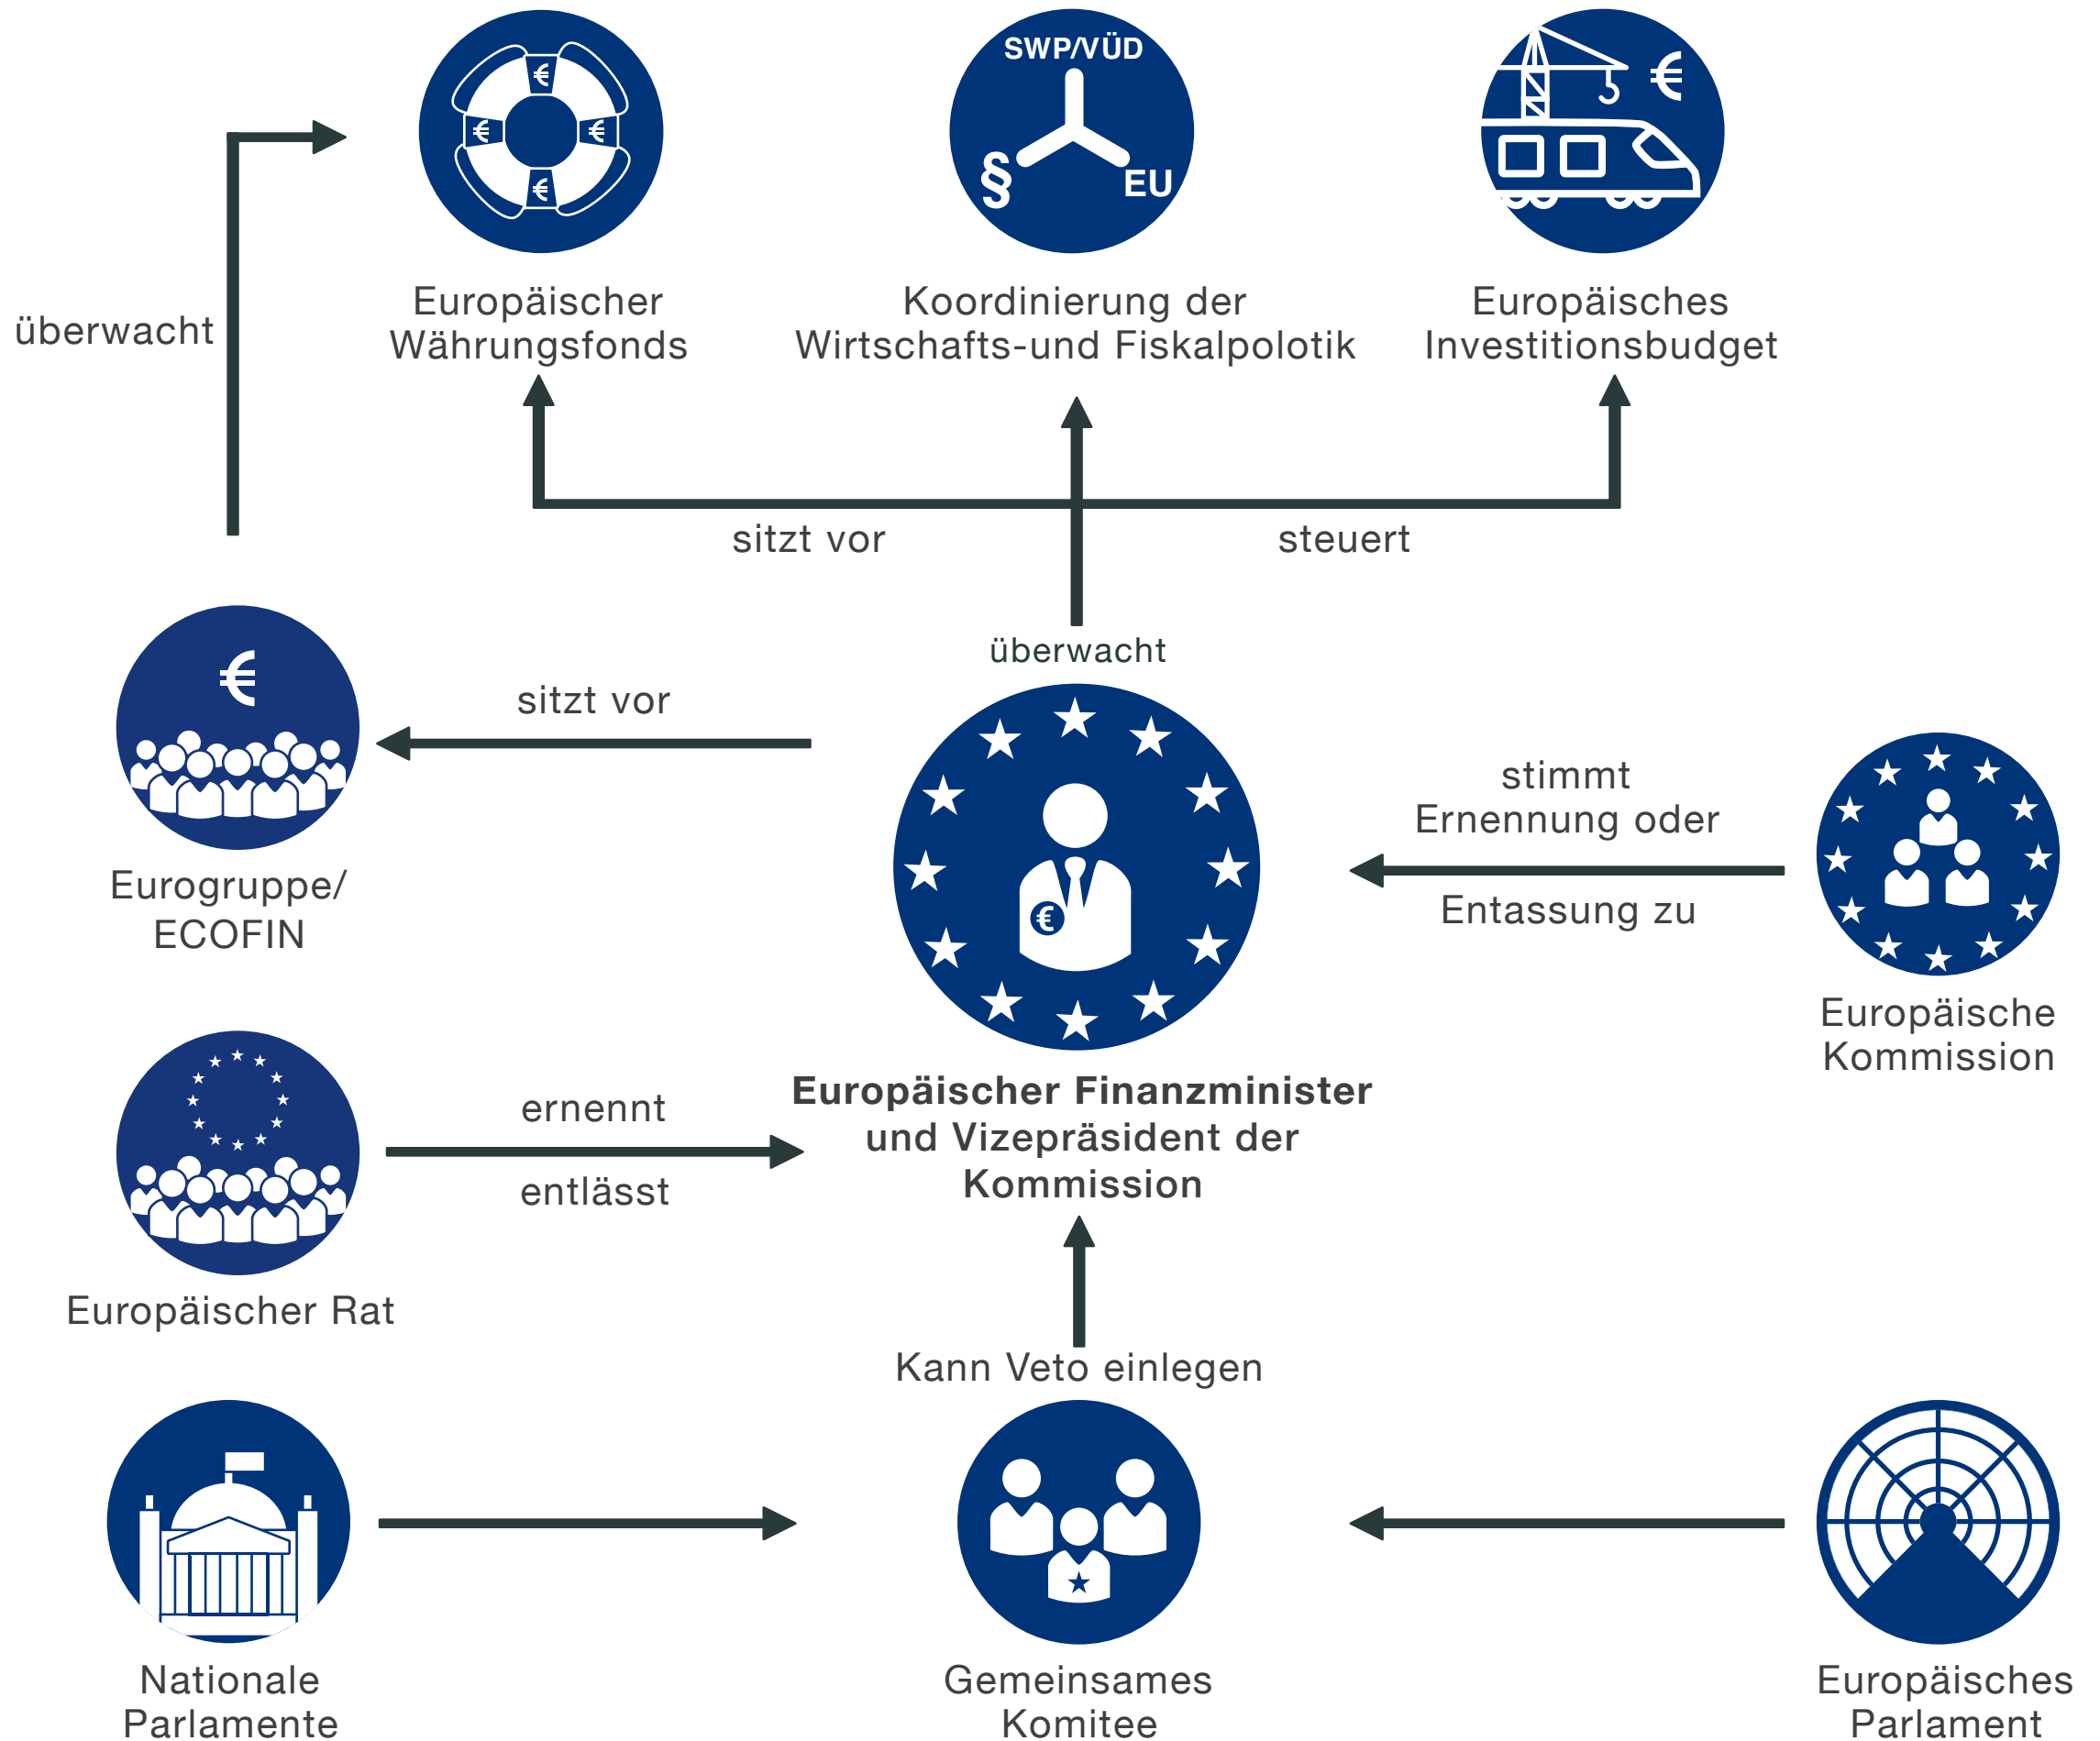 SWP/VÜD
§
EU
€
€
€
€
€
Europäischer
Währungsfonds
Koordinierung der
Wirtschafts-und Fiskalpolotik
Europäisches
Investitionsbudget
überwacht
sitzt vor
steuert
überwacht
€
sitzt vor
Eurogruppe/
ECOFIN
€
stimmt
Ernennung oder
Entassung zu
Europäische
Kommission
ernennt
entlässt
Europäischer Rat
Europäischer Finanzminister
und Vizepräsident der
Kommission
Kann Veto einlegen
Nationale
Parlamente
Gemeinsames
Komitee
Europäisches
Parlament